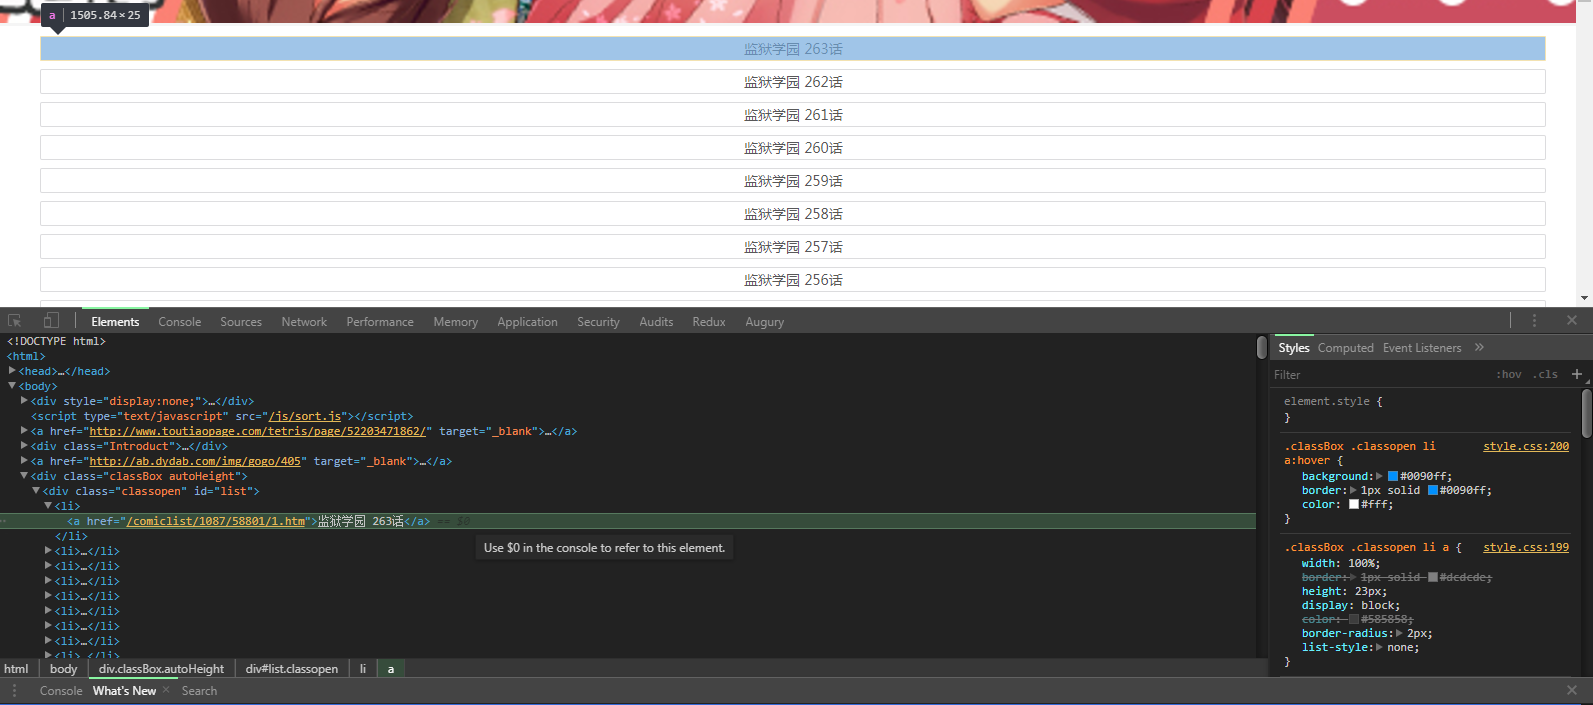 a 1505.84 × 25
监狱学园 263话
监狱学园 262话
监狱学园 261话
监狱学园 260话
监狱学园 259话
监狱学园 258话
监狱学园 257话
监狱学园 256话
Elements Console Sources Network Performance Memory Application Security Audits Redux Augury
<!DOCTYPE html>
<html>
<head>…</head>
<body>
<div style="display:none;">…</div>
<script type="text/javascript" src="/js/sort.js"></script>
<a href="http://www.toutiaopage.com/tetris/page/52203471862/" target="_blank">…</a>
<div class="Introduct">…</div>
<a href="http://ab.dydab.com/img/gogo/405" target="_blank">…</a>
<div class="classBox autoHeight">
<div class="classopen" id="list">
<li>
<a href="/comiclist/1087/58801/1.htm">监狱学园 263话</a> == $0
</li>
Use $0 in the console to refer to this element.
<li>…</li>
<li>…</li>
<li>…</li>
<li>…</li>
<li>…</li>
<li>…</li>
<li>…</li>
<li>…</li>
html body div.classBox.autoHeight div#list.classopen li a
Styles Computed Event Listeners »
Filter :hov .cls +
element.style {
}
.classBox .classopen li style.css:200
a:hover {
background: #0090ff;
border: 1px solid #0090ff;
color: #fff;
}
.classBox .classopen li a { style.css:199
width: 100%;
border: 1px solid #dcdcde;
height: 23px;
display: block;
color: #585858;
border-radius: 2px;
list-style: none;
}
Console What's New × Search